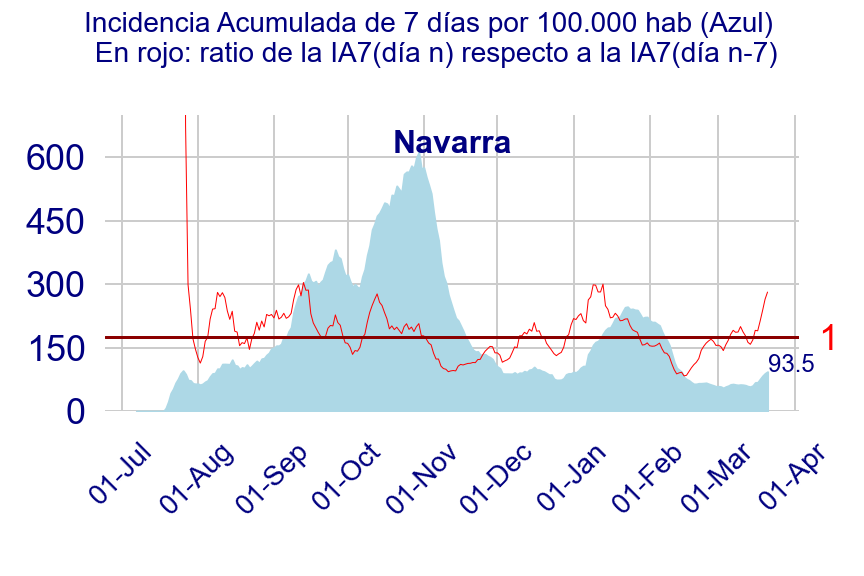 Incidencia Acumulada de 7 días por 100.000 hab (Azul)
En rojo: ratio de la IA7(día n) respecto a la IA7(día n-7)
Navarra
600
450
300
150
0
1
93.5
01-Jul
01-Aug
01-Sep
01-Oct
01-Nov
01-Dec
01-Jan
01-Feb
01-Mar
01-Apr